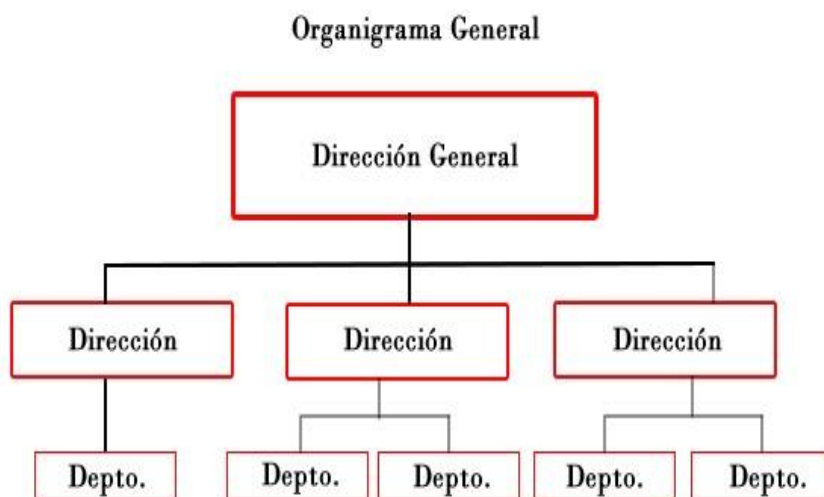 Organigrama General
Dirección General
Dirección
Dirección
Dirección
Depto.
Depto.
Depto.
Depto.
Depto.